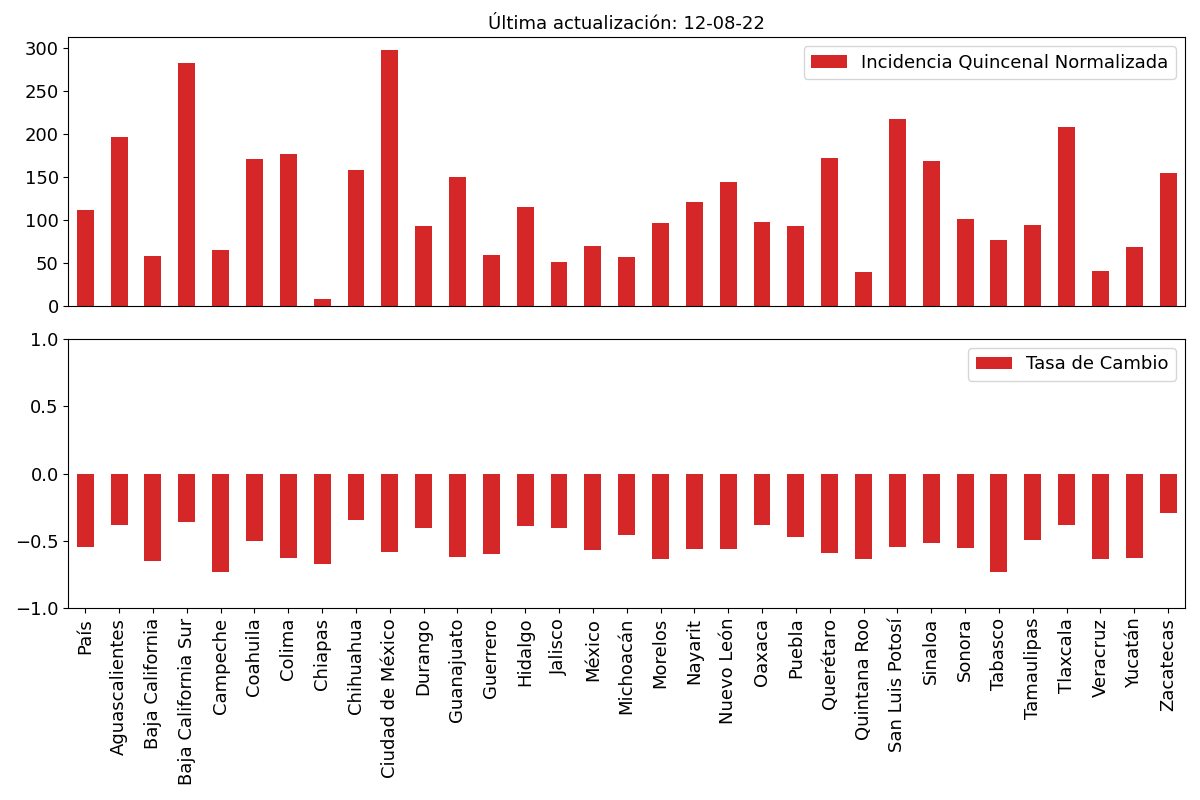 Última actualización: 12-08-22
300
250
200
150
100
50
0
Incidencia Quincenal Normalizada
1.0
0.5
0.0
−0.5
−1.0
Tasa de Cambio
País
Aguascalientes
Baja California
Baja California Sur
Campeche
Coahuila
Colima
Chiapas
Chihuahua
Ciudad de México
Durango
Guanajuato
Guerrero
Hidalgo
Jalisco
México
Michoacán
Morelos
Nayarit
Nuevo León
Oaxaca
Puebla
Querétaro
Quintana Roo
San Luis Potosí
Sinaloa
Sonora
Tabasco
Tamaulipas
Tlaxcala
Veracruz
Yucatán
Zacatecas